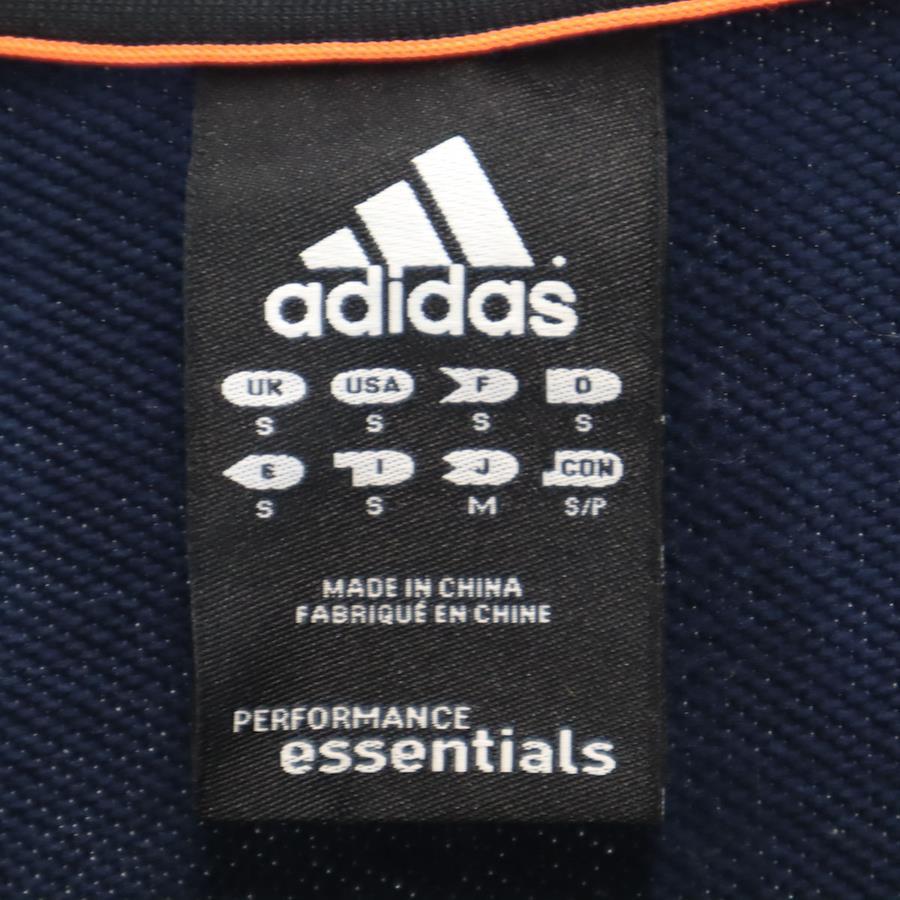 adidas
UK USA F D
S S S S
E I J CON
S S M S/P
MADE IN CHINA
FABRIQUÉ EN CHINE
PERFORMANCE
essentials